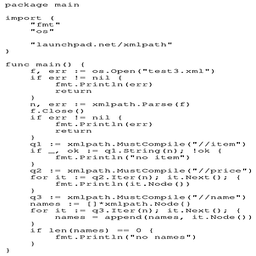 package main

import (
    "fmt"
    "os"

    "launchpad.net/xmlpath"
)

func main() {
    f, err := os.Open("test3.xml")
    if err != nil {
        fmt.Println(err)
        return
    }
    n, err := xmlpath.Parse(f)
    f.Close()
    if err != nil {
        fmt.Println(err)
        return
    }
    q1 := xmlpath.MustCompile("//item")
    if _, ok := q1.String(n); !ok {
        fmt.Println("no item")
    }
    q2 := xmlpath.MustCompile("//price")
    for it := q2.Iter(n); it.Next(); {
        fmt.Println(it.Node())
    }
    q3 := xmlpath.MustCompile("//name")
    names := []*xmlpath.Node{}
    for it := q3.Iter(n); it.Next(); {
        names = append(names, it.Node())
    }
    if len(names) == 0 {
        fmt.Println("no names")
    }
}